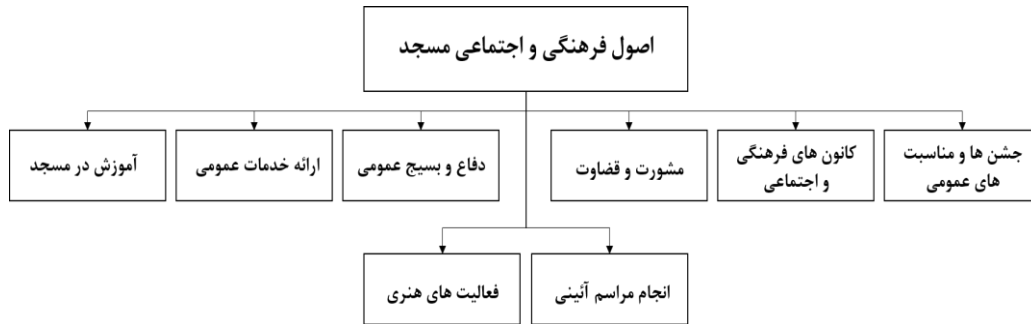 اصول فرهنگی و اجتماعی مسجد
جشن ها و مناسبت
های عمومی
کانون های فرهنگی
و اجتماعی
مشورت و قضاوت
دفاع و بسیج عمومی
ارائه خدمات عمومی
آموزش در مسجد
انجام مراسم آئینی
فعالیت های هنری